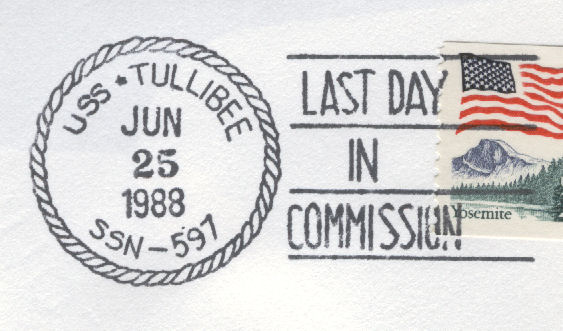 USS TULLIBEE
JUN
25
1988
SSN-597
LAST DAY
IN
COMMISSION
Yosemite